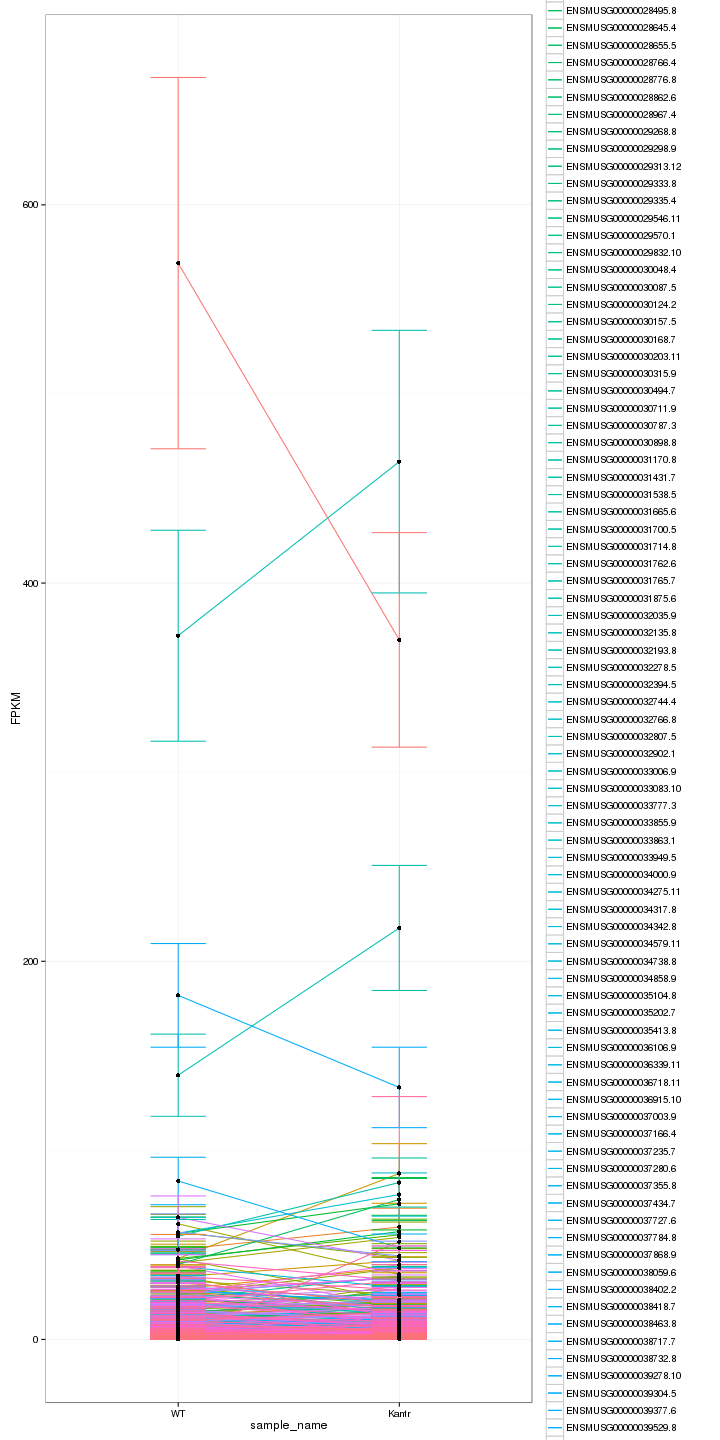 600
400
200
0
FPKM
WT
Kantr
sample_name
ENSMUSG00000028495.8
ENSMUSG00000028645.4
ENSMUSG00000028655.5
ENSMUSG00000028766.4
ENSMUSG00000028776.8
ENSMUSG00000028862.6
ENSMUSG00000028967.4
ENSMUSG00000029268.8
ENSMUSG00000029298.9
ENSMUSG00000029313.12
ENSMUSG00000029333.8
ENSMUSG00000029335.4
ENSMUSG00000029546.11
ENSMUSG00000029570.1
ENSMUSG00000029832.10
ENSMUSG00000030048.4
ENSMUSG00000030087.5
ENSMUSG00000030124.2
ENSMUSG00000030157.5
ENSMUSG00000030168.7
ENSMUSG00000030203.11
ENSMUSG00000030315.9
ENSMUSG00000030494.7
ENSMUSG00000030711.9
ENSMUSG00000030787.3
ENSMUSG00000030898.8
ENSMUSG00000031170.8
ENSMUSG00000031431.7
ENSMUSG00000031538.5
ENSMUSG00000031665.6
ENSMUSG00000031700.5
ENSMUSG00000031714.8
ENSMUSG00000031762.6
ENSMUSG00000031765.7
ENSMUSG00000031875.6
ENSMUSG00000032035.9
ENSMUSG00000032135.8
ENSMUSG00000032193.8
ENSMUSG00000032278.5
ENSMUSG00000032394.5
ENSMUSG00000032744.4
ENSMUSG00000032766.8
ENSMUSG00000032807.5
ENSMUSG00000032902.1
ENSMUSG00000033006.9
ENSMUSG00000033083.10
ENSMUSG00000033777.3
ENSMUSG00000033855.9
ENSMUSG00000033863.1
ENSMUSG00000033949.5
ENSMUSG00000034000.9
ENSMUSG00000034275.11
ENSMUSG00000034317.8
ENSMUSG00000034342.8
ENSMUSG00000034579.11
ENSMUSG00000034738.8
ENSMUSG00000034858.9
ENSMUSG00000035104.8
ENSMUSG00000035202.7
ENSMUSG00000035413.8
ENSMUSG00000036106.9
ENSMUSG00000036339.11
ENSMUSG00000036718.11
ENSMUSG00000036915.10
ENSMUSG00000037003.9
ENSMUSG00000037166.4
ENSMUSG00000037235.7
ENSMUSG00000037280.6
ENSMUSG00000037355.8
ENSMUSG00000037434.7
ENSMUSG00000037727.6
ENSMUSG00000037784.8
ENSMUSG00000037868.9
ENSMUSG00000038059.6
ENSMUSG00000038402.2
ENSMUSG00000038418.7
ENSMUSG00000038463.8
ENSMUSG00000038717.7
ENSMUSG00000038732.8
ENSMUSG00000039278.10
ENSMUSG00000039304.5
ENSMUSG00000039377.6
ENSMUSG00000039529.8